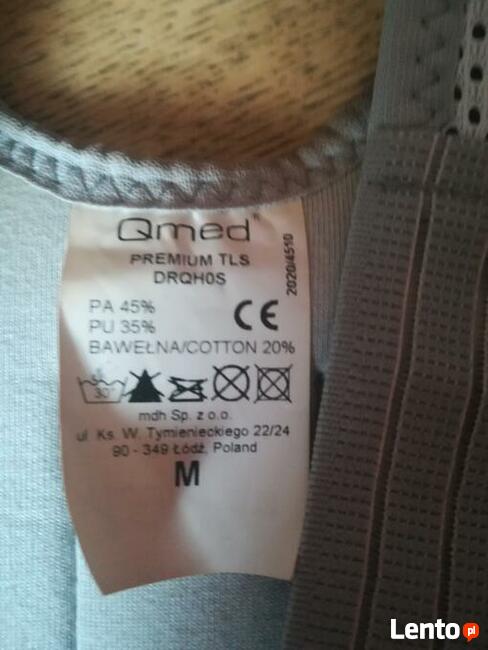 Qmed®
PREMIUM TLS
DRQH0S
2020/4510
PA 45%
PU 35%
BAWEŁNA/COTTON 20%
CE
30°
mdh Sp. z o.o.
ul. Ks. W. Tymienieckiego 22/24
90 - 349 Łódź, Poland
M
Lento pl